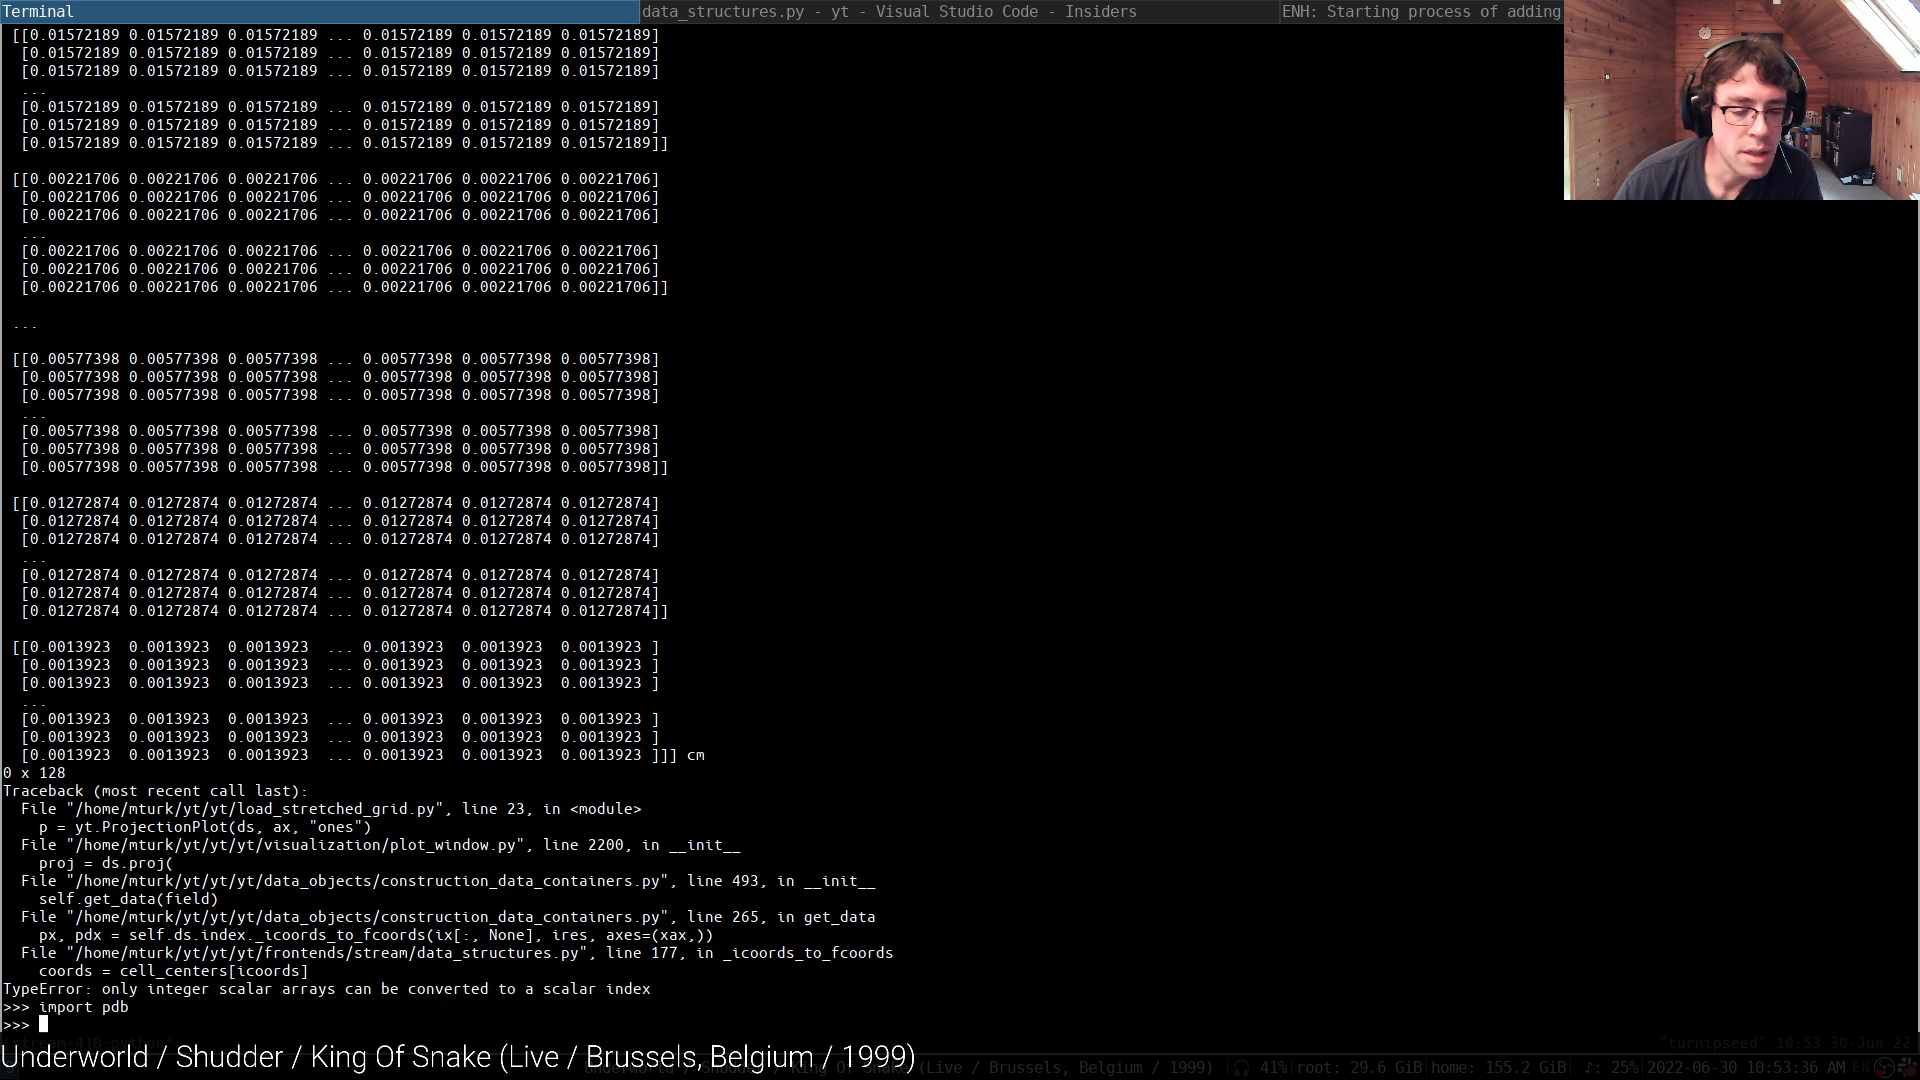 Terminal
data_structures.py - yt - Visual Studio Code - Insiders
ENH: Starting process of adding
[[0.01572189 0.01572189 0.01572189 ... 0.01572189 0.01572189 0.01572189]
[0.01572189 0.01572189 0.01572189 ... 0.01572189 0.01572189 0.01572189]
[0.01572189 0.01572189 0.01572189 ... 0.01572189 0.01572189 0.01572189]
...
[0.01572189 0.01572189 0.01572189 ... 0.01572189 0.01572189 0.01572189]
[0.01572189 0.01572189 0.01572189 ... 0.01572189 0.01572189 0.01572189]
[0.01572189 0.01572189 0.01572189 ... 0.01572189 0.01572189 0.01572189]]
[[0.00221706 0.00221706 0.00221706 ... 0.00221706 0.00221706 0.00221706]
[0.00221706 0.00221706 0.00221706 ... 0.00221706 0.00221706 0.00221706]
[0.00221706 0.00221706 0.00221706 ... 0.00221706 0.00221706 0.00221706]
...
[0.00221706 0.00221706 0.00221706 ... 0.00221706 0.00221706 0.00221706]
[0.00221706 0.00221706 0.00221706 ... 0.00221706 0.00221706 0.00221706]
[0.00221706 0.00221706 0.00221706 ... 0.00221706 0.00221706 0.00221706]]
...
[[0.00577398 0.00577398 0.00577398 ... 0.00577398 0.00577398 0.00577398]
[0.00577398 0.00577398 0.00577398 ... 0.00577398 0.00577398 0.00577398]
[0.00577398 0.00577398 0.00577398 ... 0.00577398 0.00577398 0.00577398]
...
[0.00577398 0.00577398 0.00577398 ... 0.00577398 0.00577398 0.00577398]
[0.00577398 0.00577398 0.00577398 ... 0.00577398 0.00577398 0.00577398]
[0.00577398 0.00577398 0.00577398 ... 0.00577398 0.00577398 0.00577398]]
[[0.01272874 0.01272874 0.01272874 ... 0.01272874 0.01272874 0.01272874]
[0.01272874 0.01272874 0.01272874 ... 0.01272874 0.01272874 0.01272874]
[0.01272874 0.01272874 0.01272874 ... 0.01272874 0.01272874 0.01272874]
...
[0.01272874 0.01272874 0.01272874 ... 0.01272874 0.01272874 0.01272874]
[0.01272874 0.01272874 0.01272874 ... 0.01272874 0.01272874 0.01272874]
[0.01272874 0.01272874 0.01272874 ... 0.01272874 0.01272874 0.01272874]]
[[0.0013923  0.0013923  0.0013923  ... 0.0013923  0.0013923  0.0013923 ]
[0.0013923  0.0013923  0.0013923  ... 0.0013923  0.0013923  0.0013923 ]
[0.0013923  0.0013923  0.0013923  ... 0.0013923  0.0013923  0.0013923 ]
...
[0.0013923  0.0013923  0.0013923  ... 0.0013923  0.0013923  0.0013923 ]
[0.0013923  0.0013923  0.0013923  ... 0.0013923  0.0013923  0.0013923 ]
[0.0013923  0.0013923  0.0013923  ... 0.0013923  0.0013923  0.0013923 ]]] cm
0 x 128
Traceback (most recent call last):
File "/home/mturk/yt/yt/load_stretched_grid.py", line 23, in <module>
p = yt.ProjectionPlot(ds, ax, "ones")
File "/home/mturk/yt/yt/yt/visualization/plot_window.py", line 2200, in __init__
proj = ds.proj(
File "/home/mturk/yt/yt/yt/data_objects/construction_data_containers.py", line 493, in __init__
self.get_data(field)
File "/home/mturk/yt/yt/yt/data_objects/construction_data_containers.py", line 265, in get_data
px, pdx = self.ds.index._icoords_to_fcoords(ix[:, None], ires, axes=(xax,))
File "/home/mturk/yt/yt/yt/frontends/stream/data_structures.py", line 177, in _icoords_to_fcoords
coords = cell_centers[icoords]
TypeError: only integer scalar arrays can be converted to a scalar index
>>> import pdb
>>>
"turnipseed" 10:53 30-Jun-22
Underworld / Shudder / King Of Snake (Live / Brussels, Belgium / 1999)
(Live / Brussels, Belgium / 1999) 41% root: 29.6 GiB home: 155.2 GiB ♪: 25% 2022-06-30 10:53:36 AM EN